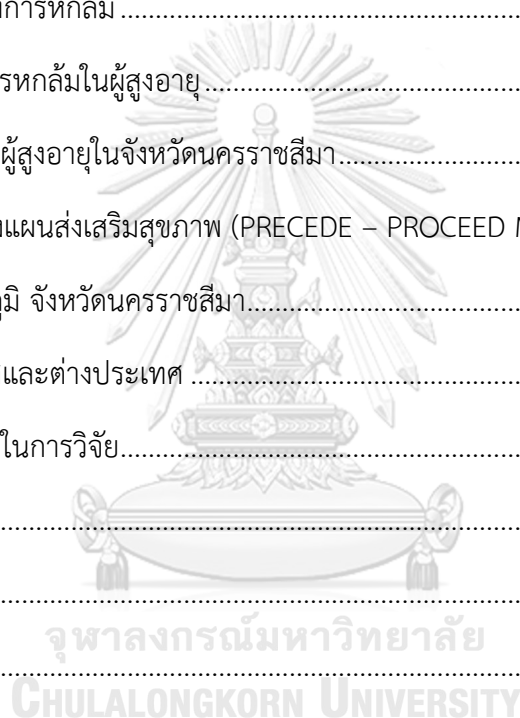 การหกล้ม
หกล้มในผู้สูงอายุ
ผู้สูงอายุในจังหวัดนครราชสีมา
แผนส่งเสริมสุขภาพ (PRECEDE – PROCEED
จังหวัดนครราชสีมา
และต่างประเทศ
ในการวิจัย
จุฬาลงกรณ์มหาวิทยาลัย
CHULALONGKORN UNIVERSITY